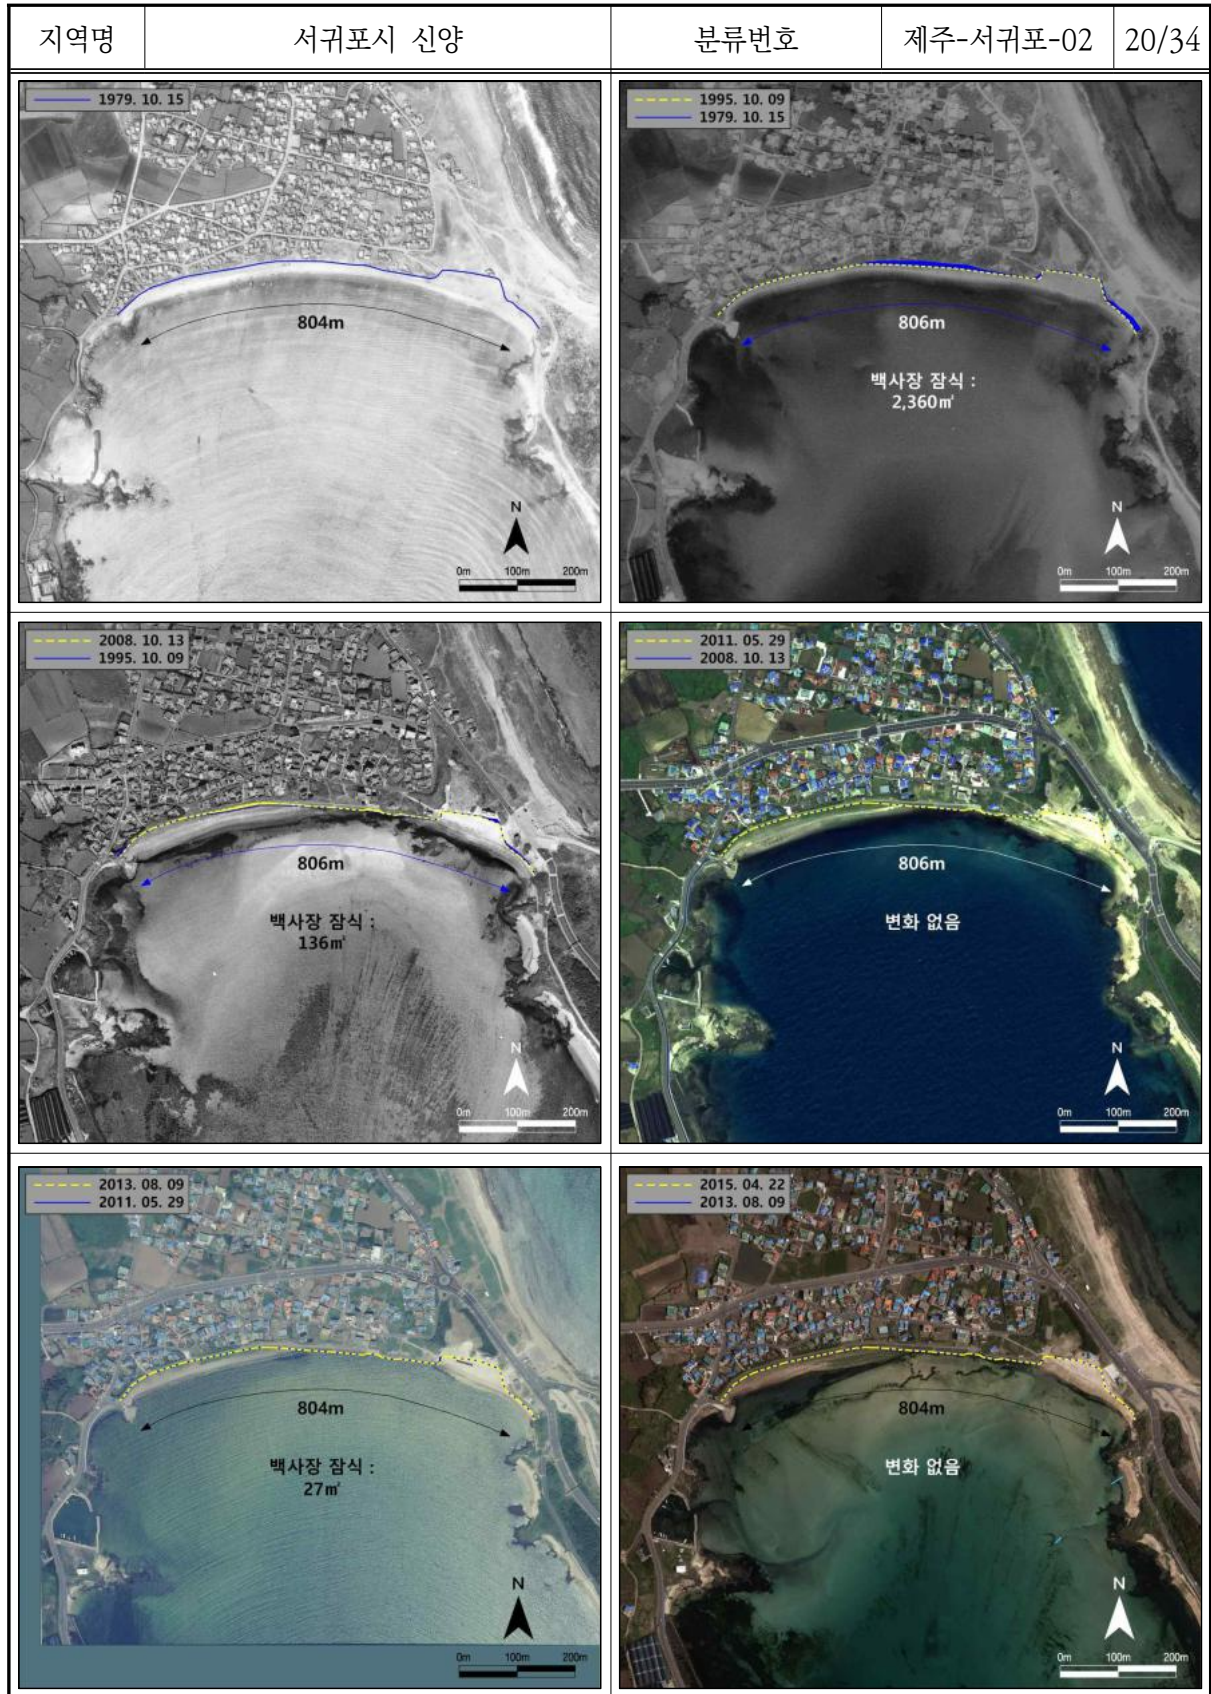 지역명 서귀포시 신양 분류번호 제주-서귀포-02 20/34
1979. 10. 15
804m
N
0m 100m 200m
1995. 10. 09
1979. 10. 15
806m
백사장 잠식 :
2,360㎡
N
0m 100m 200m
2008. 10. 13
1995. 10. 09
806m
백사장 잠식 :
136㎡
N
0m 100m 200m
2011. 05. 29
2008. 10. 13
806m
변화 없음
N
0m 100m 200m
2013. 08. 09
2011. 05. 29
804m
백사장 잠식 :
27㎡
N
0m 100m 200m
2015. 04. 22
2013. 08. 09
804m
변화 없음
N
0m 100m 200m